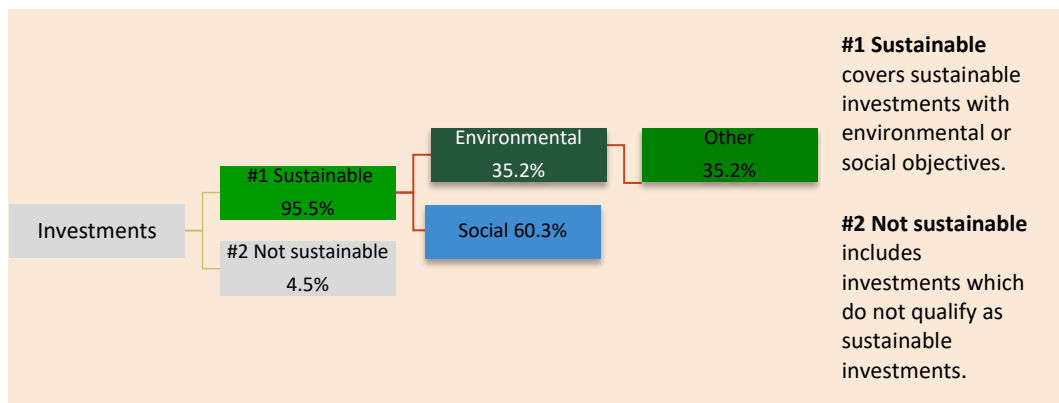 Investments
#1 Sustainable
95.5%
#2 Not sustainable
4.5%
Environmental
35.2%
Social 60.3%
Other
35.2%
#1 Sustainable
covers sustainable
investments with
environmental or
social objectives.
#2 Not sustainable
includes
investments which
do not qualify as
sustainable
investments.